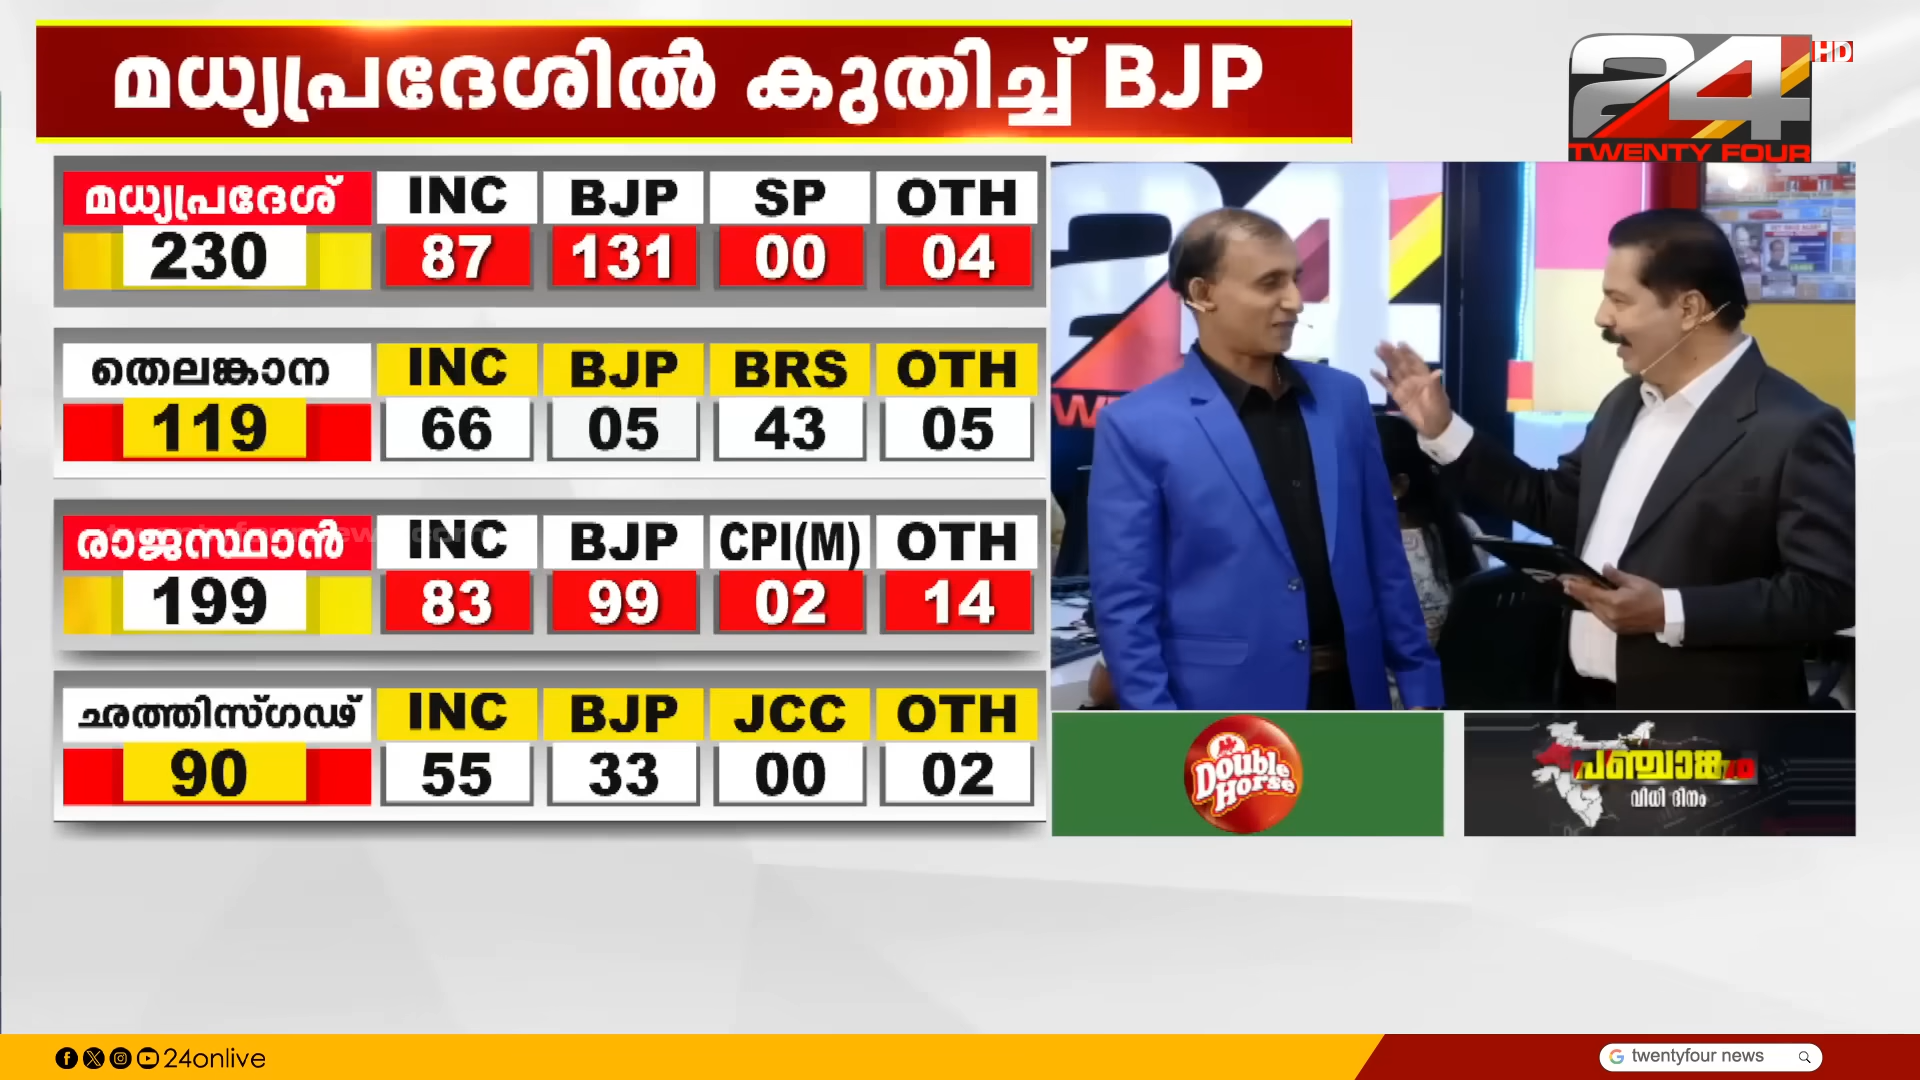 മധ്യപ്രദേശിൽ കുതിച്ച് BJP
24 HD
TWENTY FOUR
മധ്യപ്രദേശ് INC BJP SP OTH
230 87 131 00 04
തെലങ്കാന INC BJP BRS OTH
119 66 05 43 05
രാജസ്ഥാൻ INC BJP CPI(M) OTH
199 83 99 02 14
ഛത്തിസ്ഗഢ് INC BJP JCC OTH
90 55 33 00 02
Double
Horse
പഞ്ചാങ്കം
വിധി ദിനം
24onlive
twentyfour news